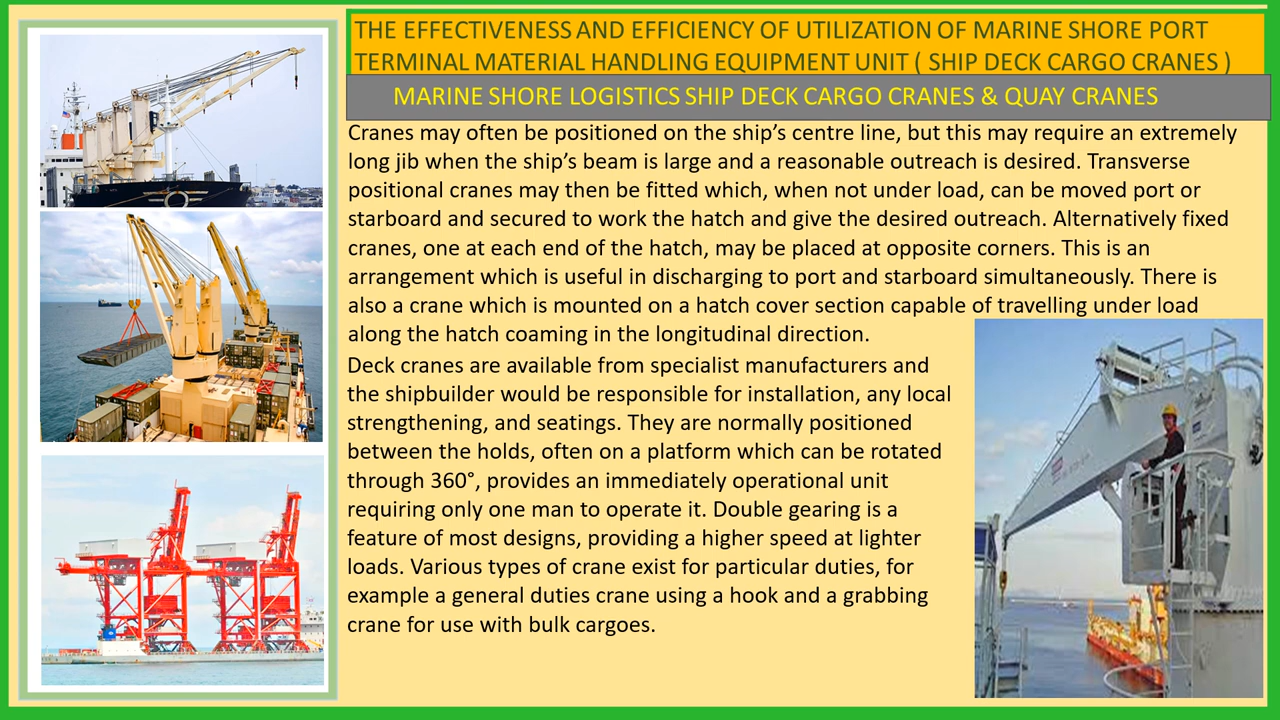 THE EFFECTIVENESS AND EFFICIENCY OF UTILIZATION OF MARINE SHORE PORT
TERMINAL MATERIAL HANDLING EQUIPMENT UNIT ( SHIP DECK CARGO CRANES )
MARINE SHORE LOGISTICS SHIP DECK CARGO CRANES & QUAY CRANES
Cranes may often be positioned on the ship’s centre line, but this may require an extremely
long jib when the ship’s beam is large and a reasonable outreach is desired. Transverse
positional cranes may then be fitted which, when not under load, can be moved port or
starboard and secured to work the hatch and give the desired outreach. Alternatively fixed
cranes, one at each end of the hatch, may be placed at opposite corners. This is an
arrangement which is useful in discharging to port and starboard simultaneously. There is
also a crane which is mounted on a hatch cover section capable of travelling under load
along the hatch coaming in the longitudinal direction.
Deck cranes are available from specialist manufacturers and
the shipbuilder would be responsible for installation, any local
strengthening, and seatings. They are normally positioned
between the holds, often on a platform which can be rotated
through 360°, provides an immediately operational unit
requiring only one man to operate it. Double gearing is a
feature of most designs, providing a higher speed at lighter
loads. Various types of crane exist for particular duties, for
example a general duties crane using a hook and a grabbing
crane for use with bulk cargoes.